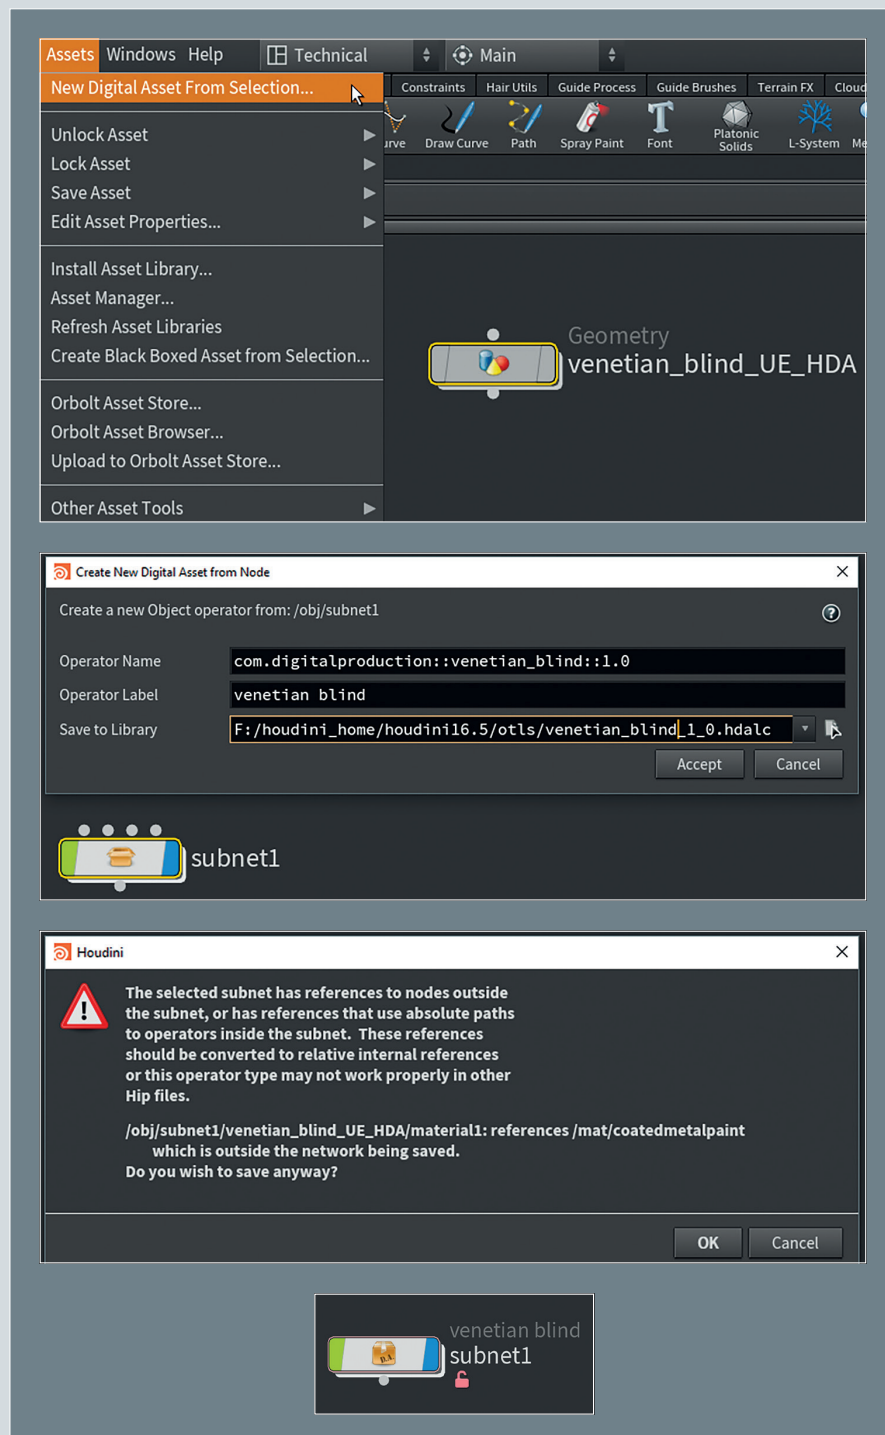 Assets Windows Help Technical Main
New Digital Asset From Selection...
Constraints Hair Utils Guide Process Guide Brushes Terrain FX Cloud
Unlock Asset
urve Draw Curve Path Spray Paint Font Platonic Solids L-System Me
Lock Asset
Save Asset
Edit Asset Properties...
Install Asset Library...
Asset Manager...
Refresh Asset Libraries
Create Black Boxed Asset from Selection...
Geometry
venetian_blind_UE_HDA
Orbolt Asset Store...
Orbolt Asset Browser...
Upload to Orbolt Asset Store...
Other Asset Tools
Create New Digital Asset from Node
Create a new Object operator from: /obj/subnet1
Operator Name com.digitalproduction::venetian_blind::1.0
Operator Label venetian blind
Save to Library F:/houdini_home/houdini16.5/otls/venetian_blind_1_0.hdalc
Accept Cancel
subnet1
Houdini
The selected subnet has references to nodes outside
the subnet, or has references that use absolute paths
to operators inside the subnet. These references
should be converted to relative internal references
or this operator type may not work properly in other
Hip files.
/obj/subnet1/venetian_blind_UE_HDA/material1: references /mat/coatedmetalpaint
which is outside the network being saved.
Do you wish to save anyway?
OK Cancel
venetian blind
subnet1